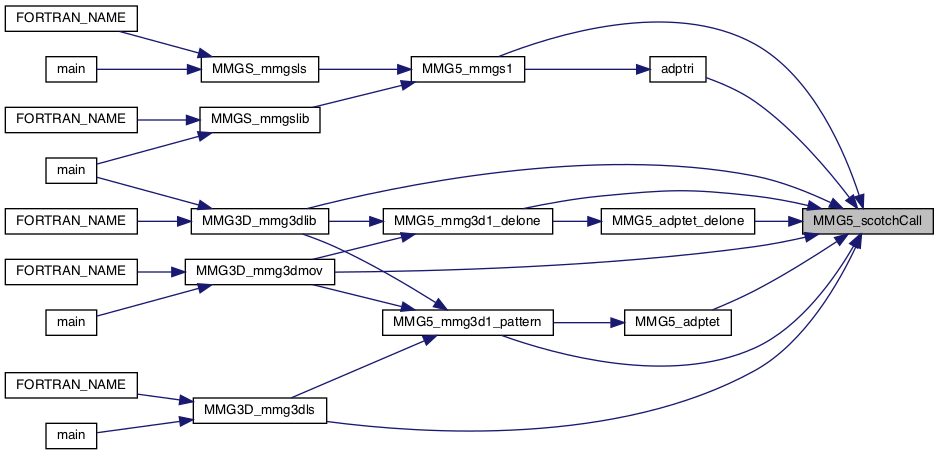 FORTRAN_NAME
main
MMGS_mmgsls
MMG5_mmgs1
adptri
FORTRAN_NAME
MMGS_mmgslib
main
FORTRAN_NAME
MMG3D_mmg3dlib
MMG5_mmg3d1_delone
MMG5_adptet_delone
MMG5_scotchCall
FORTRAN_NAME
MMG3D_mmg3dmov
main
MMG5_mmg3d1_pattern
MMG5_adptet
FORTRAN_NAME
MMG3D_mmg3dls
main